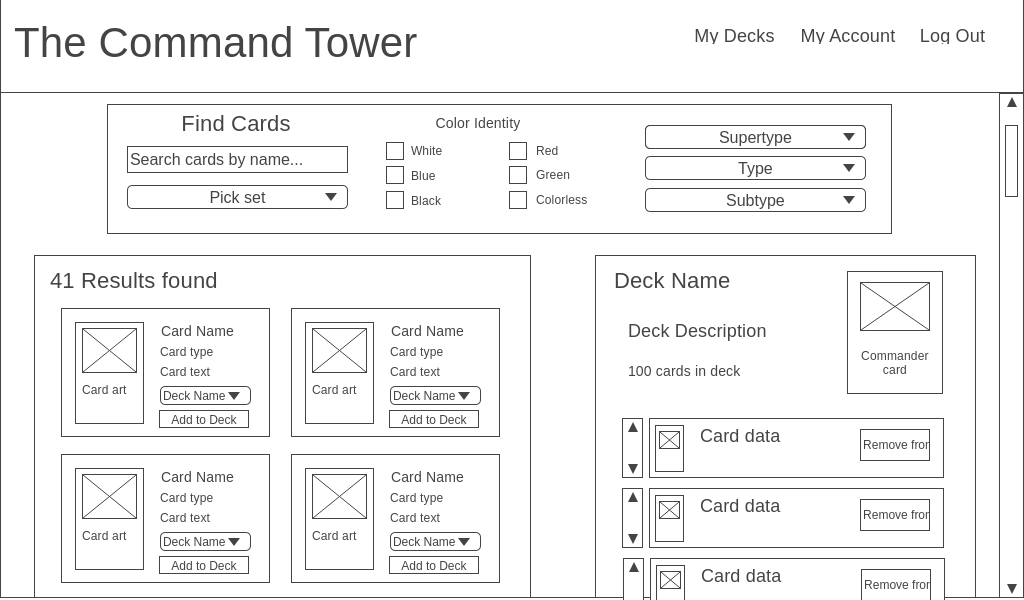 The Command Tower
My Decks My Account Log Out
Find Cards
Search cards by name...
Pick set
Color Identity
White
Blue
Black
Red
Green
Colorless
Supertype
Type
Subtype
41 Results found
Card Name
Card type
Card text
Card art
Deck Name
Add to Deck
Card Name
Card type
Card text
Card art
Deck Name
Add to Deck
Card Name
Card type
Card text
Card art
Deck Name
Add to Deck
Card Name
Card type
Card text
Card art
Deck Name
Add to Deck
Deck Name
Deck Description
100 cards in deck
Commander
card
Card data
Remove fror
Card data
Remove fror
Card data
Remove fror